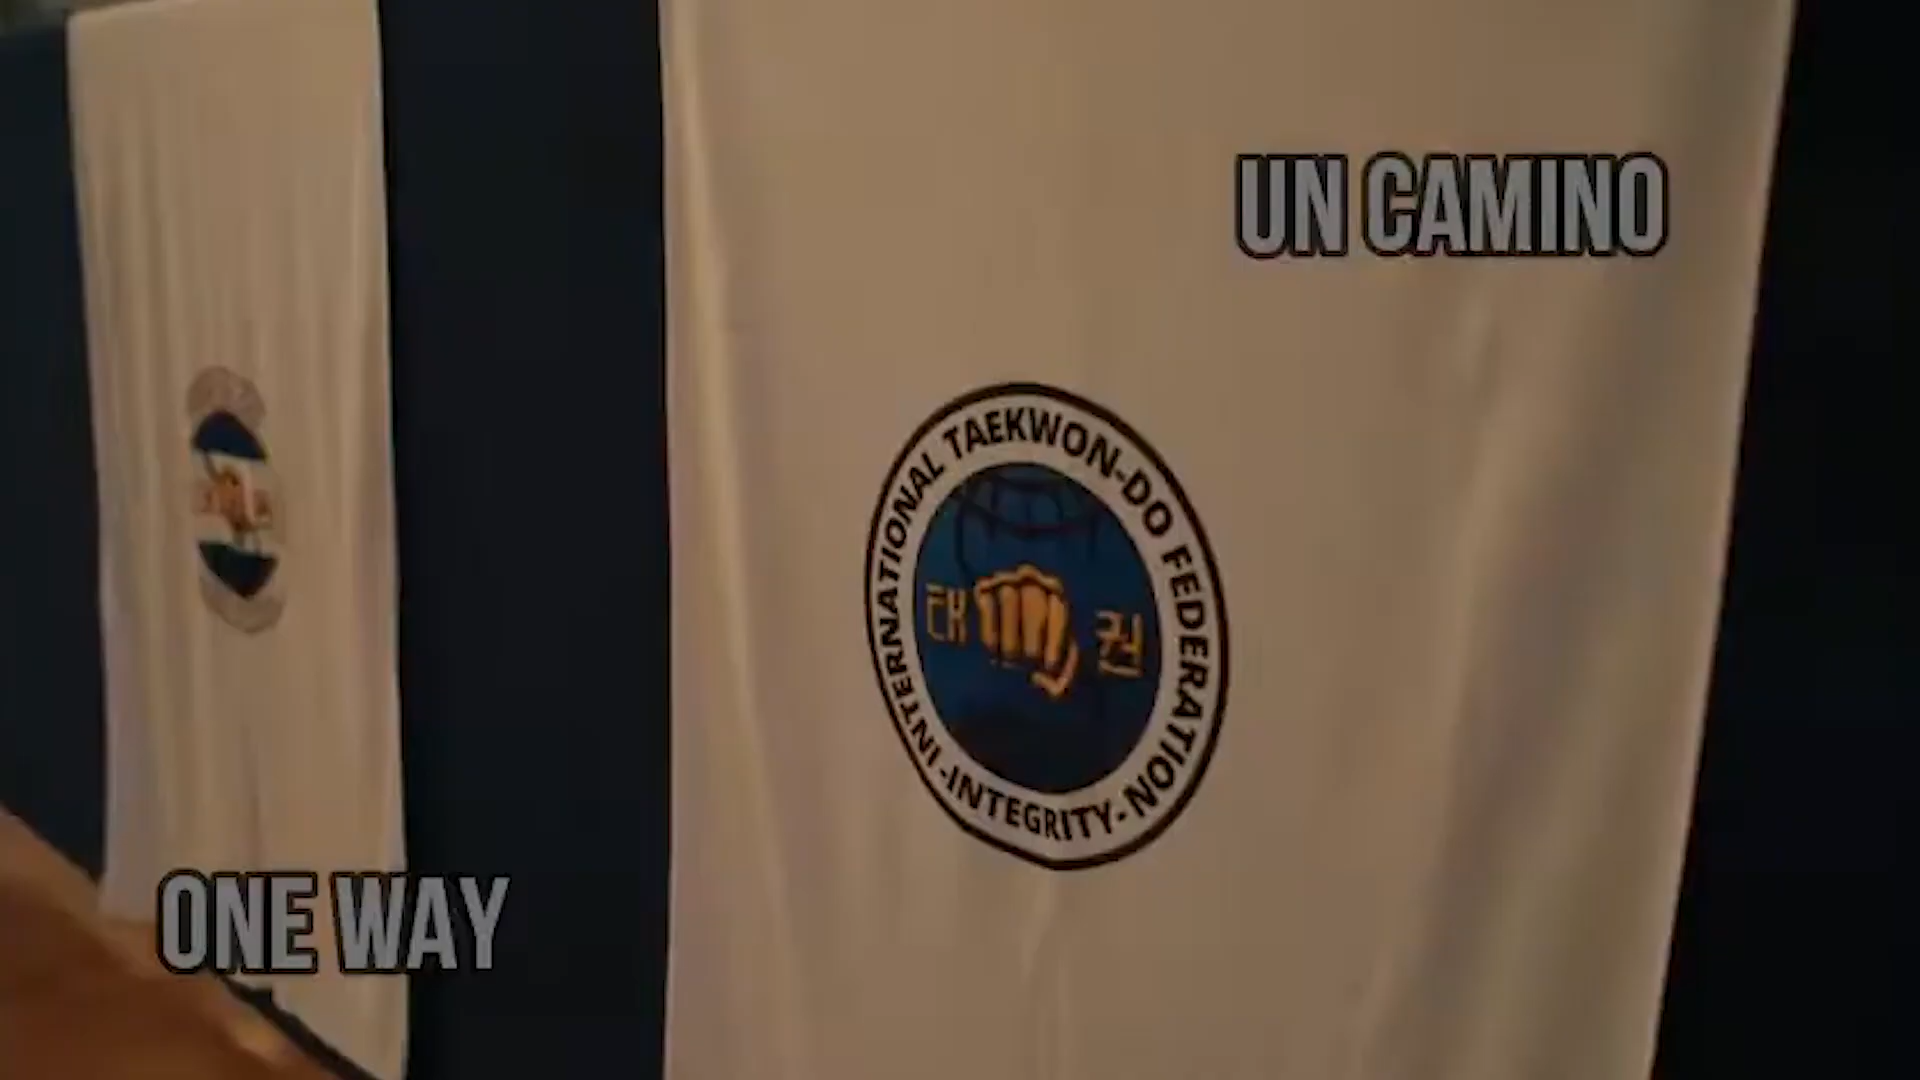 UN CAMINO
INTERNATIONAL TAEKWON-DO FEDERATION
-INTEGRITY-
태 권
ONE WAY